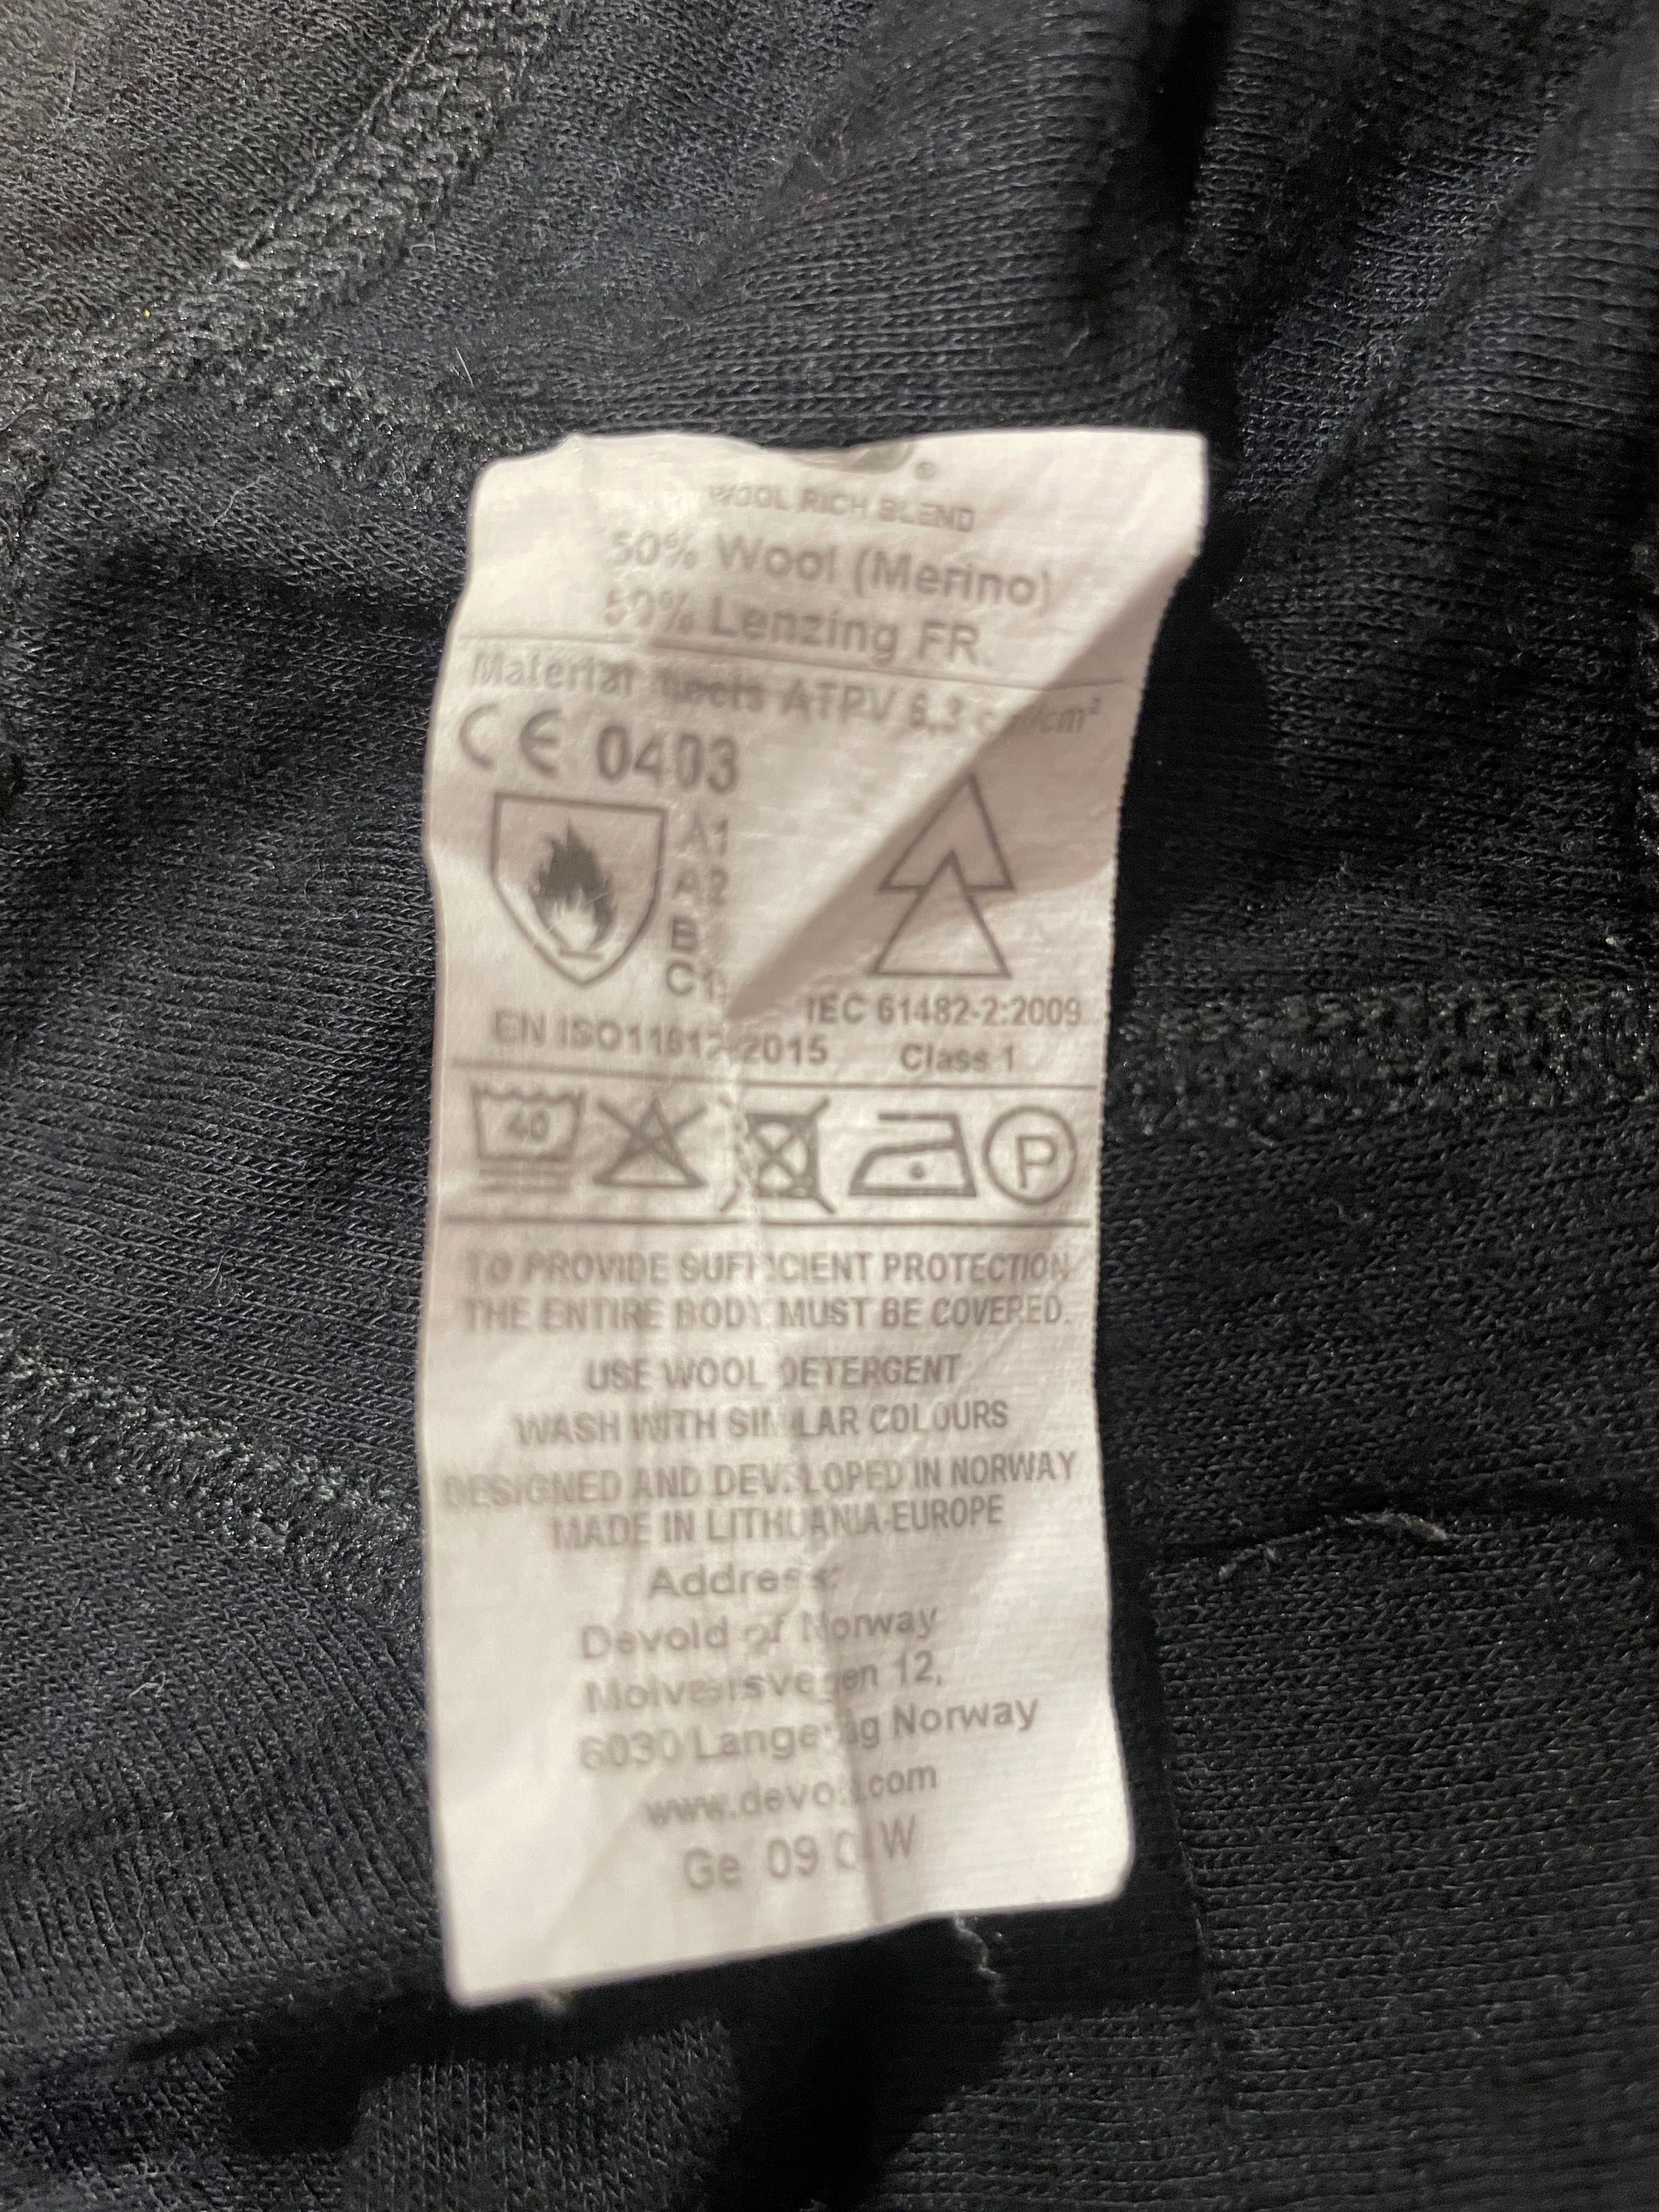 WOOL RICH BLEND
50% Wool (Merino)
50% Lenzing FR
Material meets ATPV 6,3 cm²
CE 0403
A1
A2
B
C1
EN ISO11612 2015
IEC 61482-2:2009
Class 1
40
P
TO PROVIDE SUFFICIENT PROTECTION
THE ENTIRE BODY MUST BE COVERED.
USE WOOL DETERGENT
WASH WITH SIMILAR COLOURS
DESIGNED AND DEVELOPED IN NORWAY
MADE IN LITHUANIA-EUROPE
Address:
Devold of Norway
12,
6030 Langevåg Norway
www.devold.com
Ge 09 W